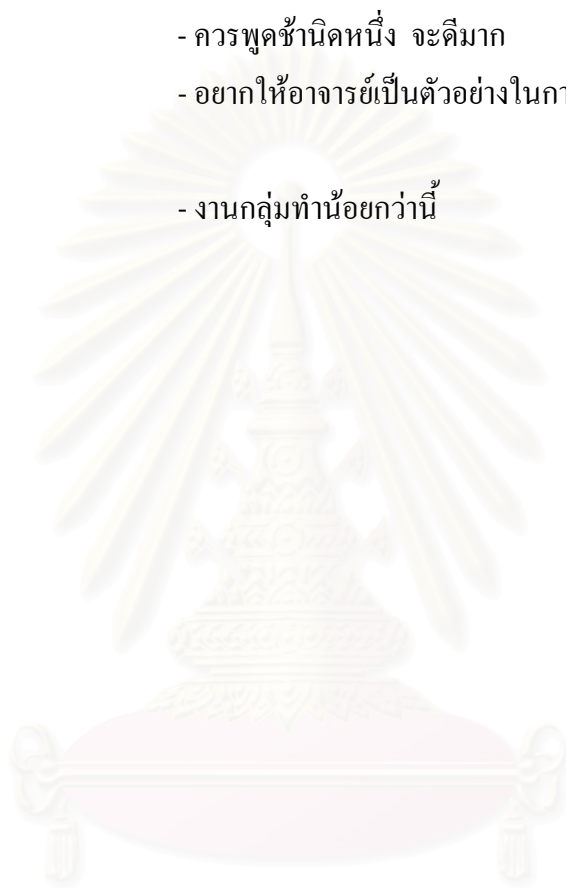 - ควรพูดช้านิดหนึ่ง จะดีมาก
- อยากให้อาจารย์เป็นตัวอย่างในกา
- งานกลุ่มทำน้อยกว่านี้